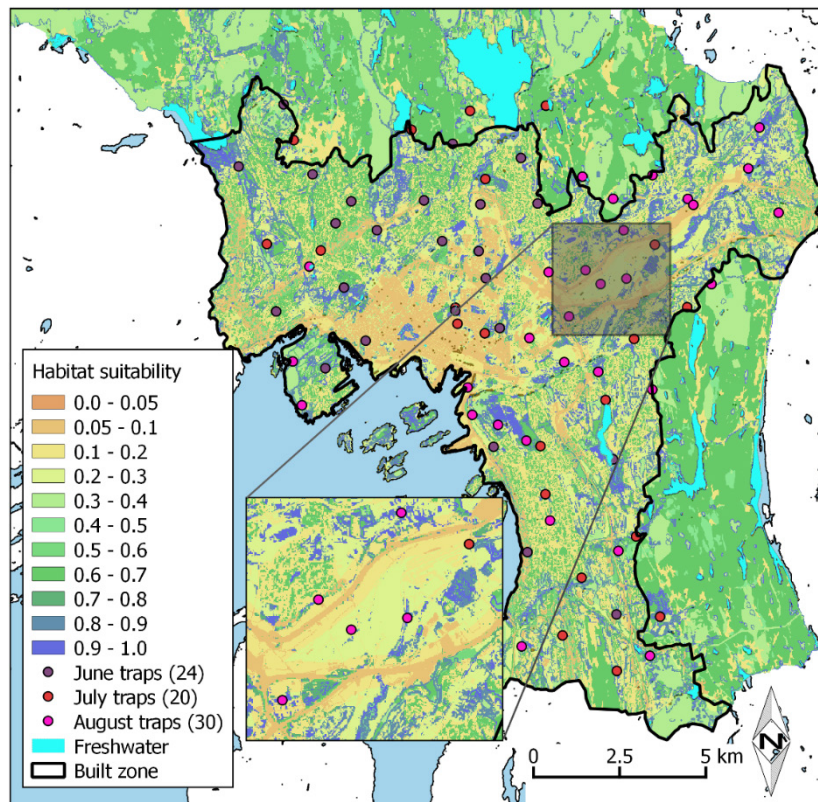 Habitat suitability
0.0 - 0.05
0.05 - 0.1
0.1 - 0.2
0.2 - 0.3
0.3 - 0.4
0.4 - 0.5
0.5 - 0.6
0.6 - 0.7
0.7 - 0.8
0.8 - 0.9
0.9 - 1.0
June traps (24)
July traps (20)
August traps (30)
Freshwater
Built zone
0 2.5 5 km
N